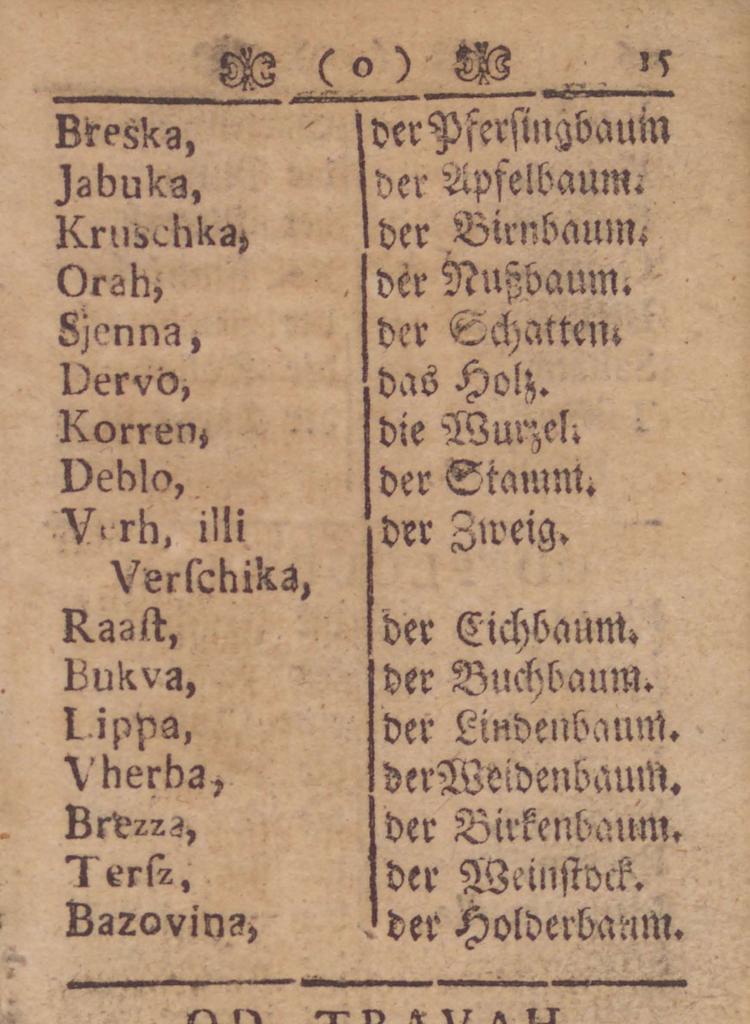 ( o ) 15
Breska, der Pfersingbaum
Jabuka, der Apfelbaum.
Kruschka, der Birnbaum.
Orah, der Nußbaum.
Sjenna, der Schatten.
Dervo, das Holz.
Korren, die Wurzel.
Deblo, der Stamm.
Verh, illi der Zweig.
Verſchika,
Raaſt, der Eichbaum.
Bukva, der Buchbaum.
Lippa, der Lindenbaum.
Vherba, der Weidenbaum.
Brezza, der Birkenbaum.
Terſz, der Weinſtock.
Bazovina, der Holderbaum.
OD TRAVAH